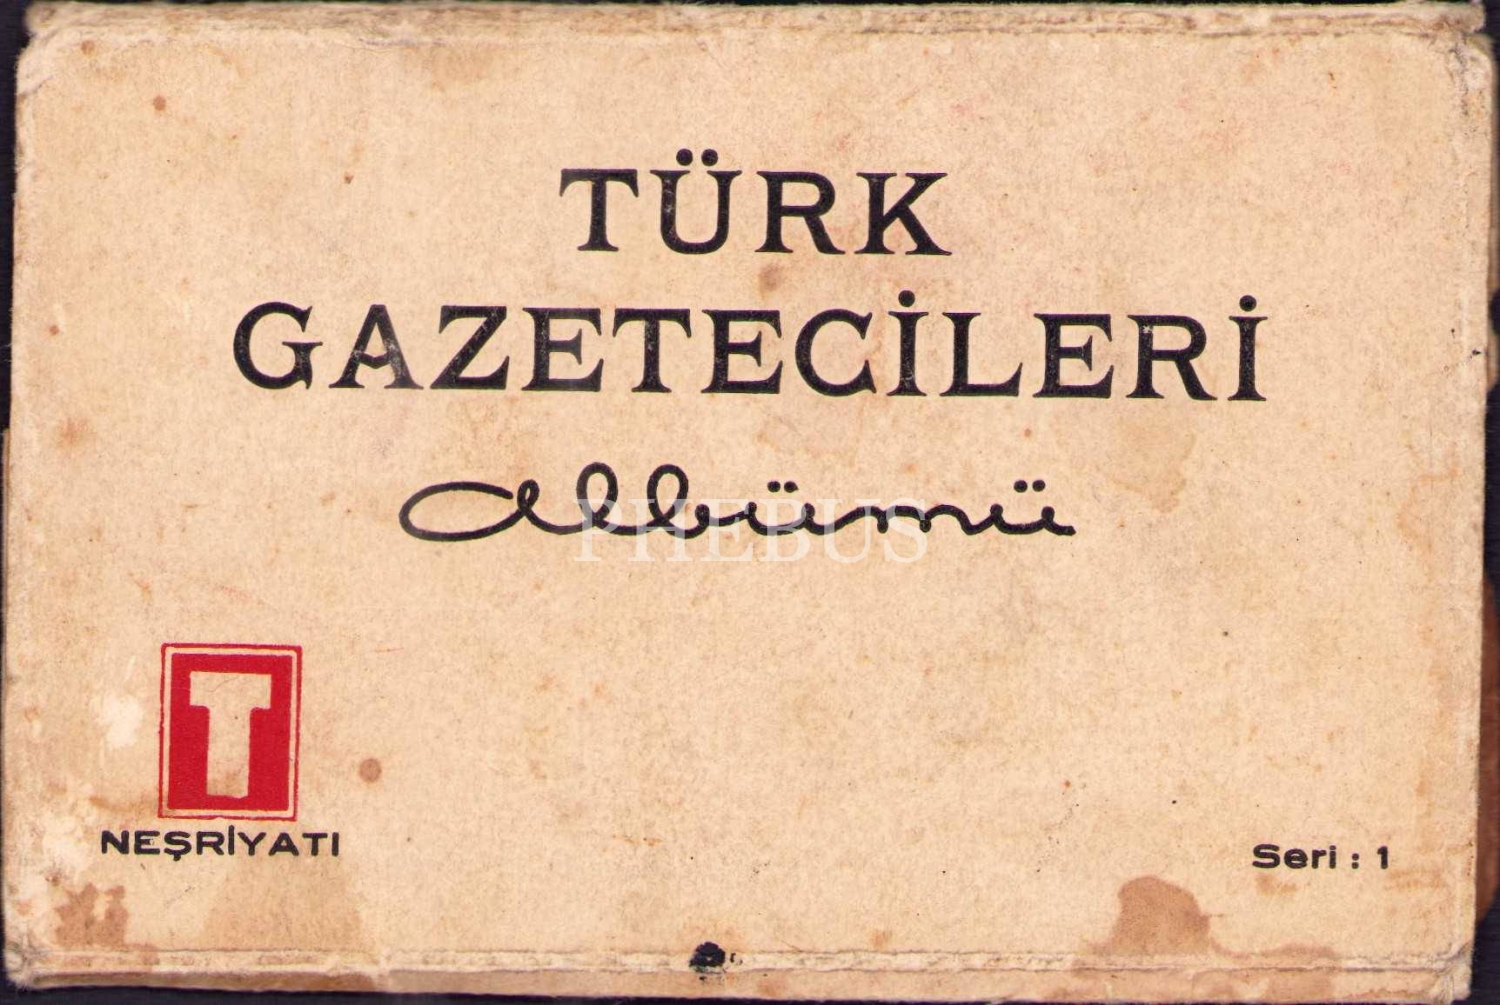 TÜRK
GAZETECİLERİ
Albümü
PHEBUS
T
NEŞRİYATI
Seri : 1